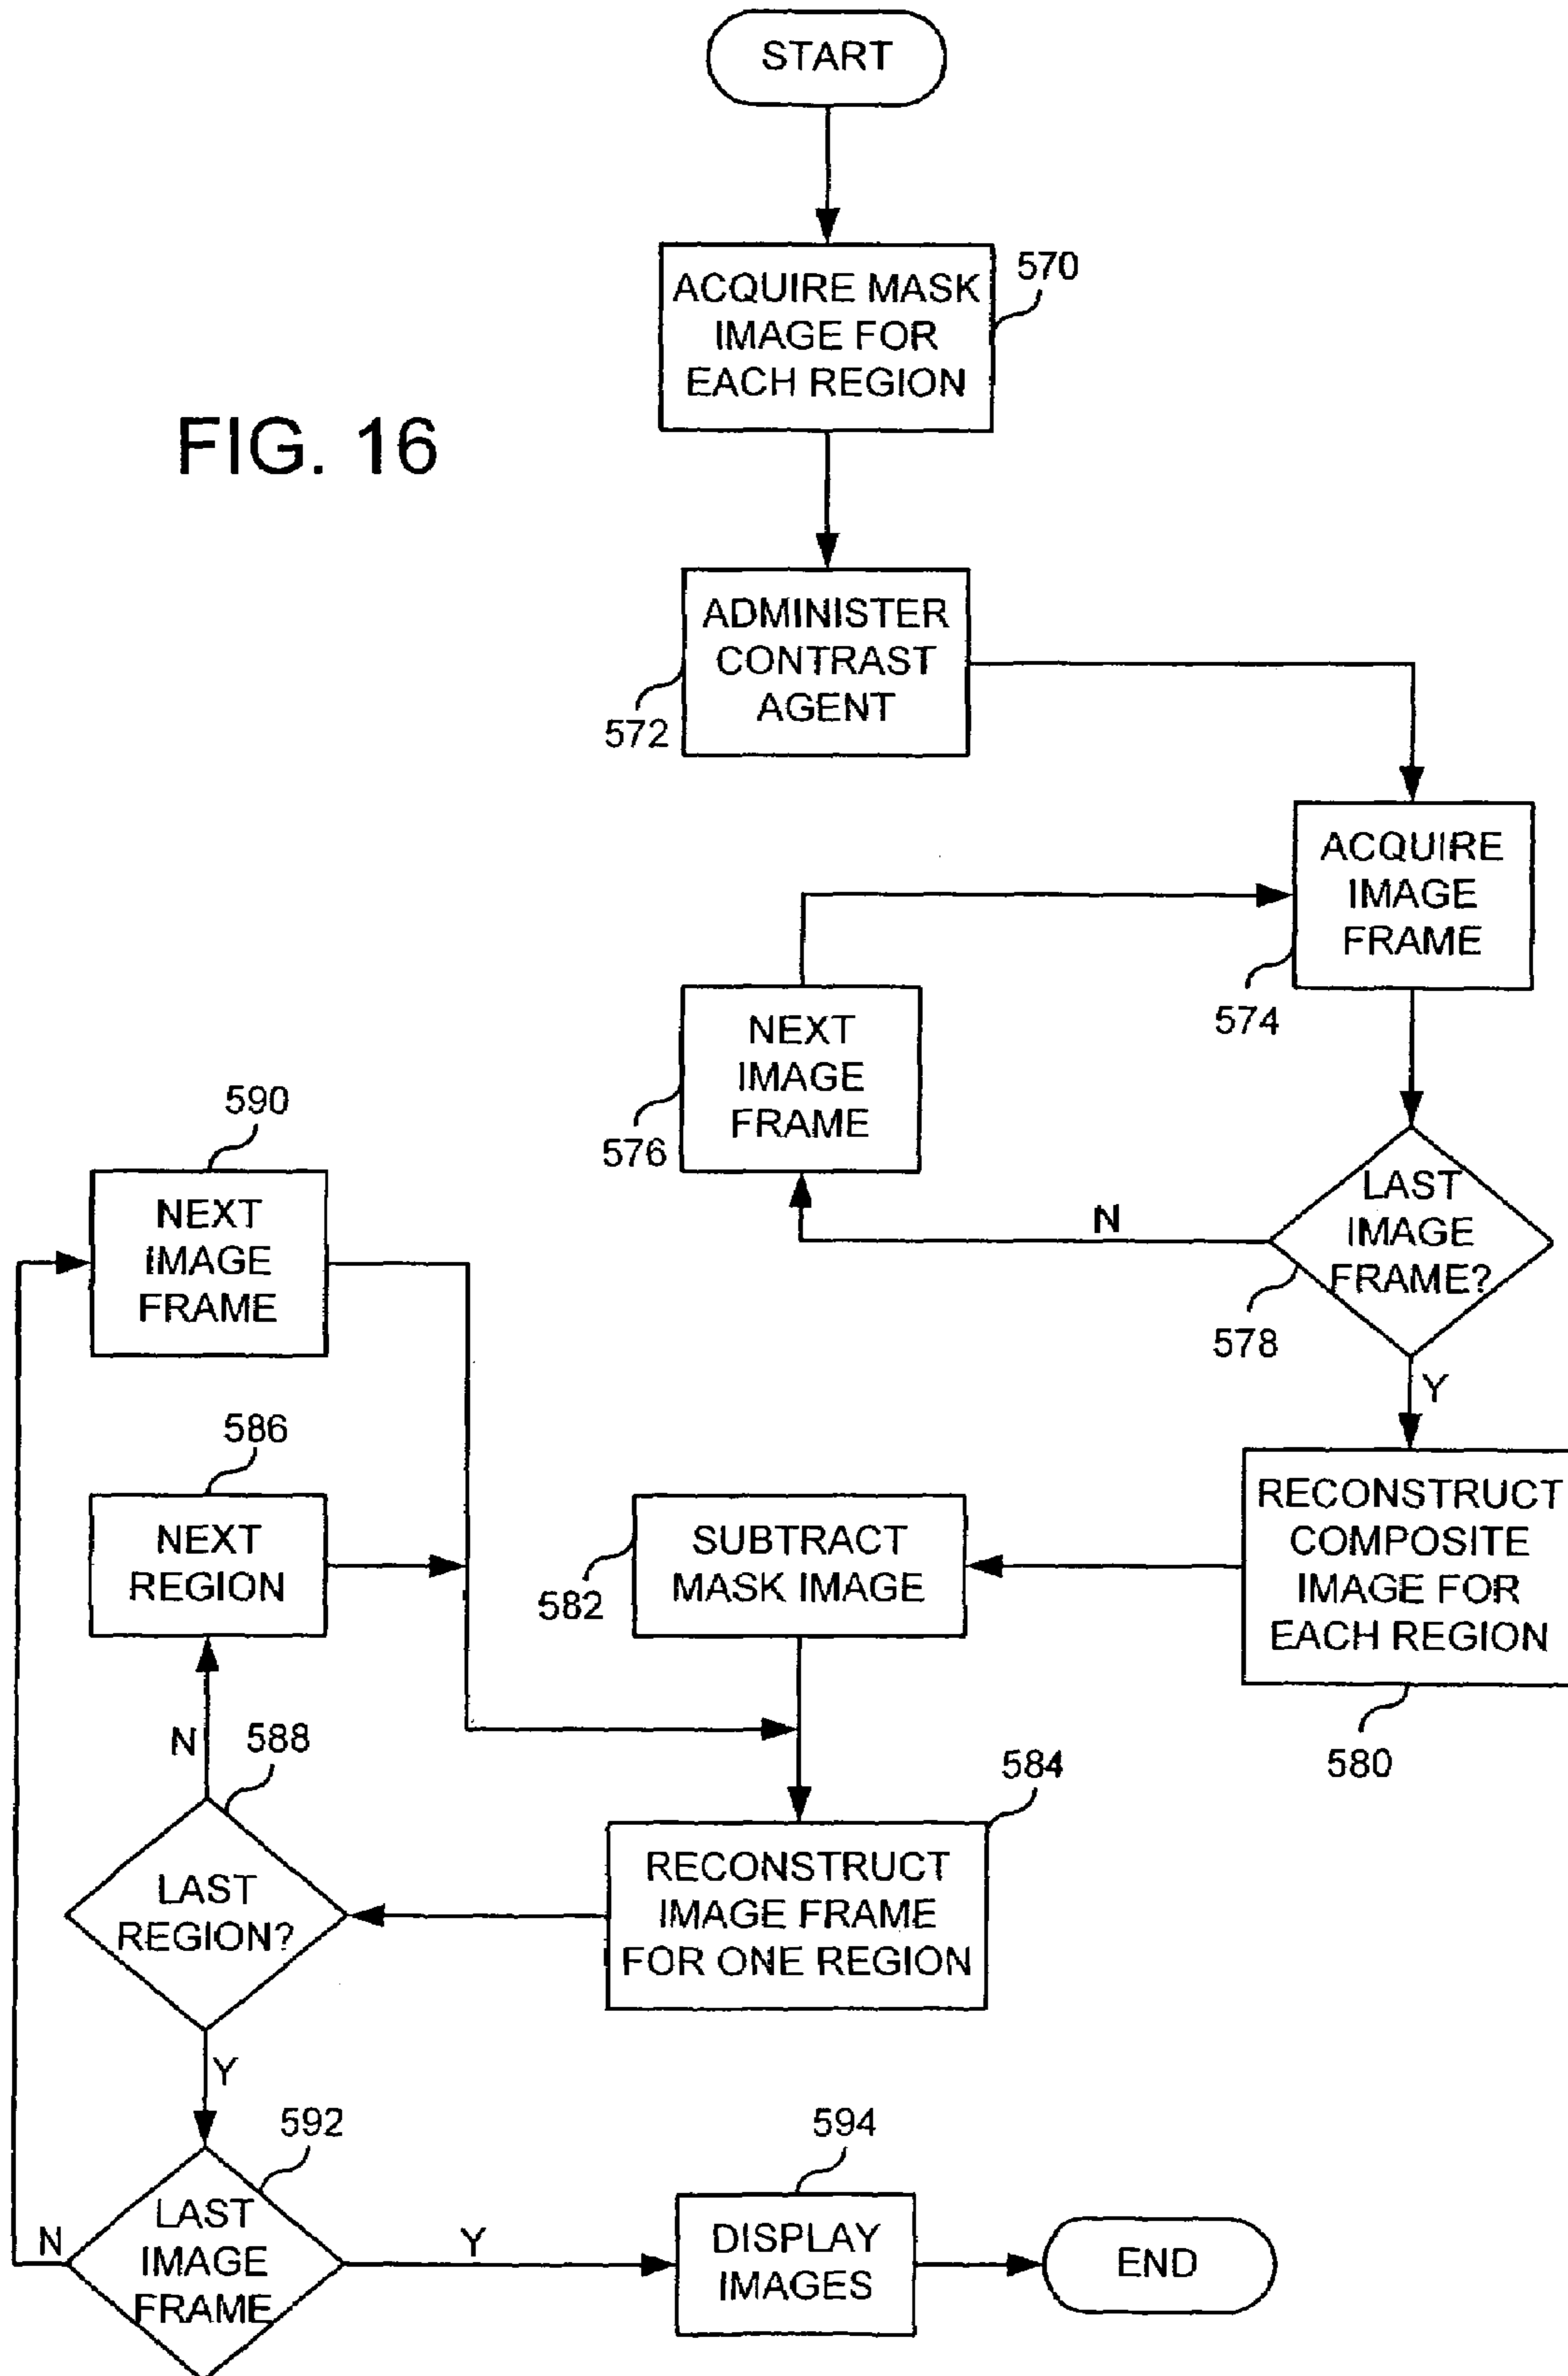 START
ACQUIRE MASK
IMAGE FOR
EACH REGION
570
FIG. 16
ADMINISTER
CONTRAST
AGENT
572
ACQUIRE
IMAGE
FRAME
574
NEXT
IMAGE
FRAME
576
LAST
IMAGE
FRAME?
578
N
Y
590
NEXT
IMAGE
FRAME
586
NEXT
REGION
SUBTRACT
MASK IMAGE
582
RECONSTRUCT
COMPOSITE
IMAGE FOR
EACH REGION
580
N
588
LAST
REGION?
584
RECONSTRUCT
IMAGE FRAME
FOR ONE REGION
Y
592
LAST
IMAGE
FRAME
N
Y
594
DISPLAY
IMAGES
END